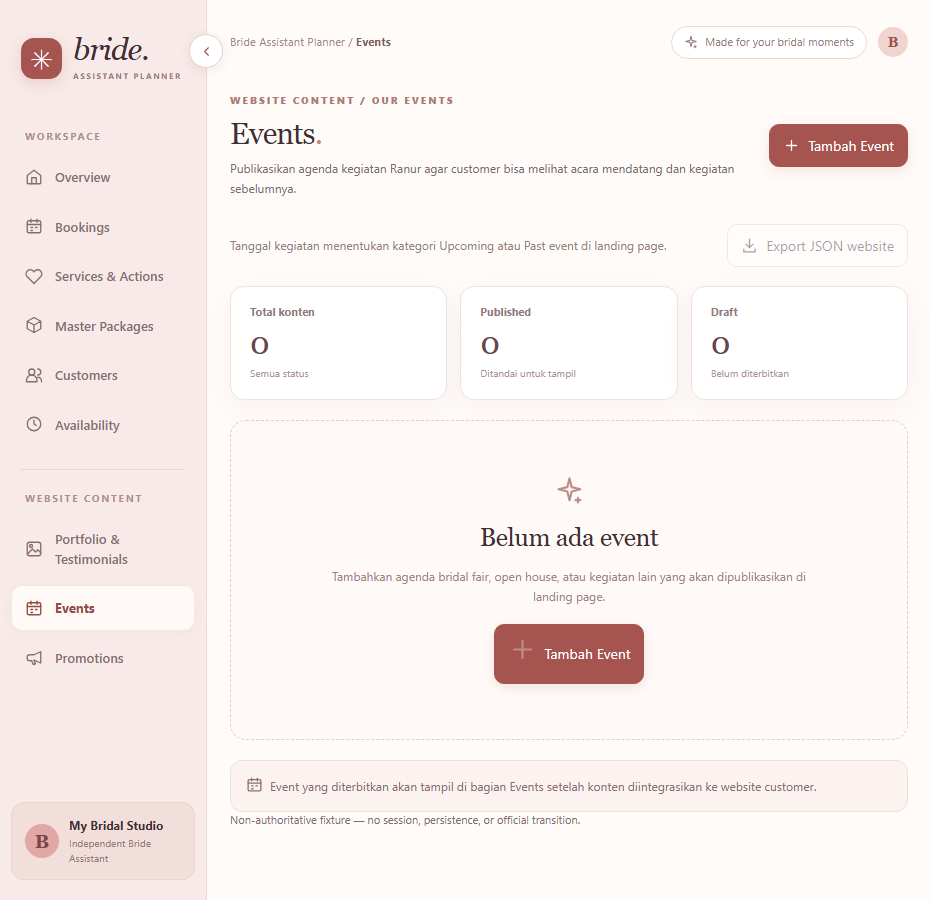 bride.
ASSISTANT PLANNER
WORKSPACE
Overview
Bookings
Services & Actions
Master Packages
Customers
Availability
WEBSITE CONTENT
Portfolio &
Testimonials
Events
Promotions
B
My Bridal Studio
Independent Bride
Assistant
Bride Assistant Planner / Events
Made for your bridal moments
B
WEBSITE CONTENT / OUR EVENTS
Events.
Publikasikan agenda kegiatan Ranur agar customer bisa melihat acara mendatang dan kegiatan
sebelumnya.
Tambah Event
Tanggal kegiatan menentukan kategori Upcoming atau Past event di landing page.
Export JSON website
Total konten
0
Semua status
Published
0
Ditandai untuk tampil
Draft
0
Belum diterbitkan
Belum ada event
Tambahkan agenda bridal fair, open house, atau kegiatan lain yang akan dipublikasikan di
landing page.
Tambah Event
Event yang diterbitkan akan tampil di bagian Events setelah konten diintegrasikan ke website customer.
Non-authoritative fixture — no session, persistence, or official transition.